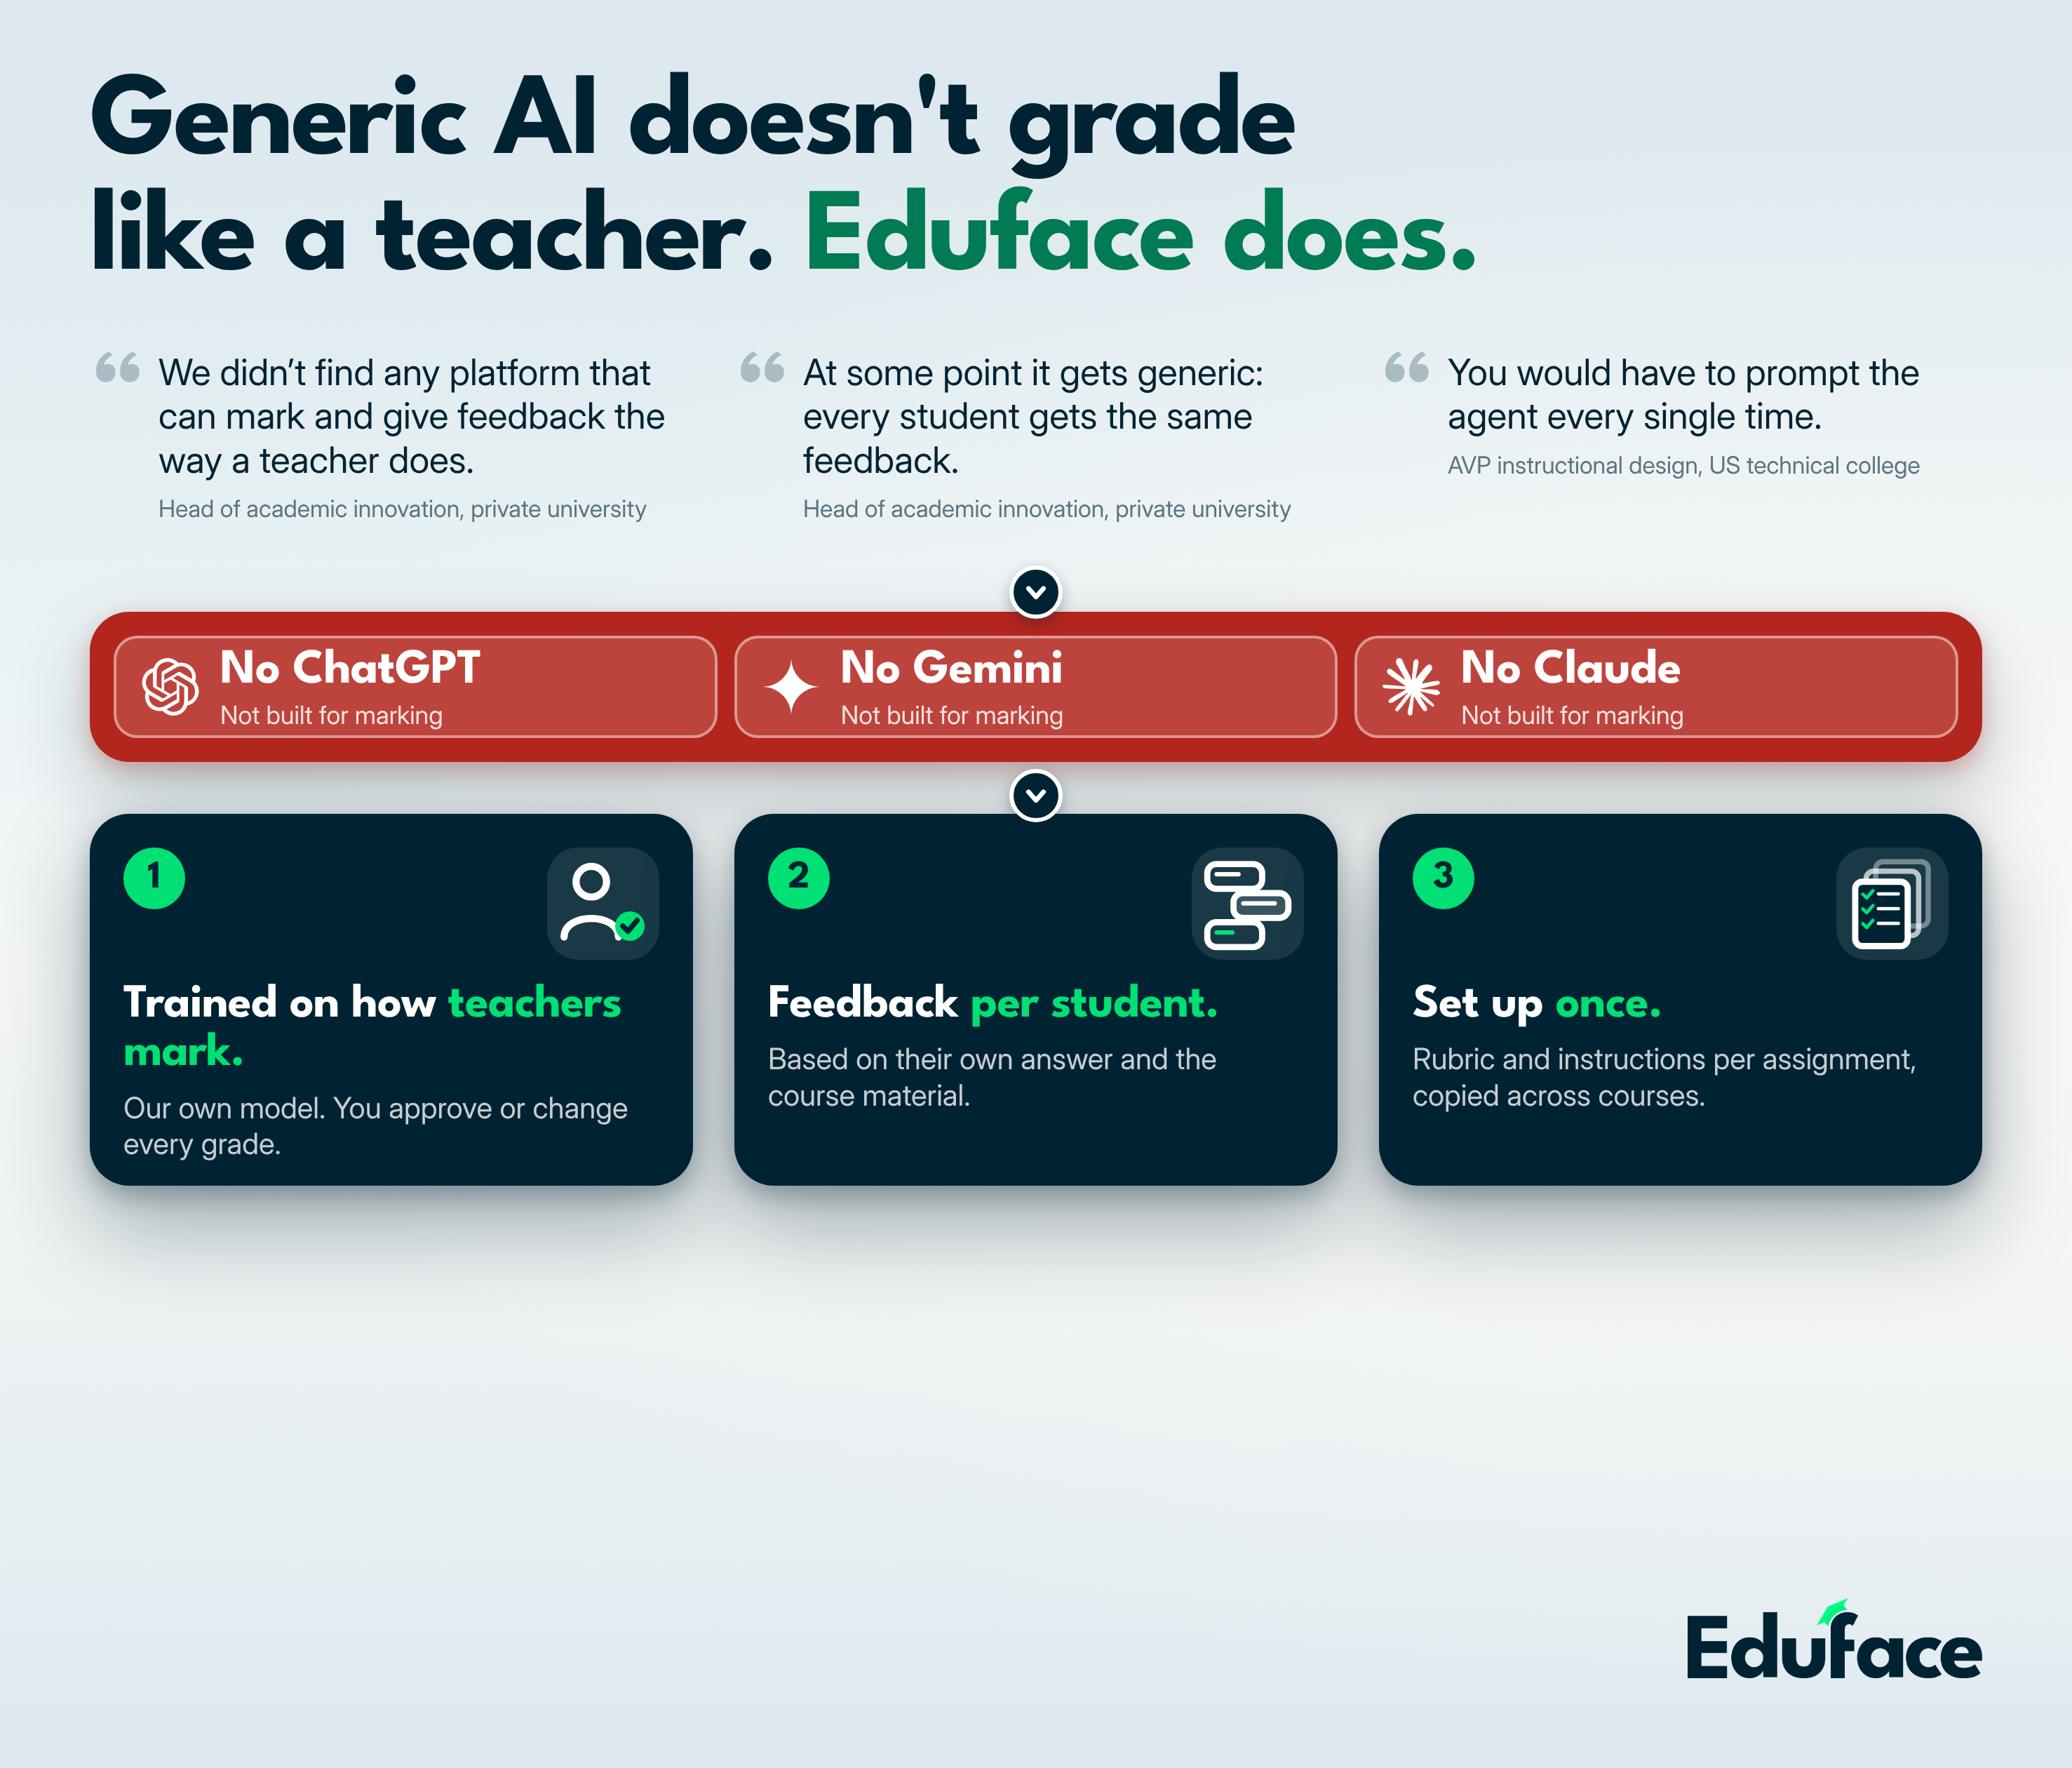 Generic AI doesn't grade
like a teacher. Eduface does.
“ We didn’t find any platform that
can mark and give feedback the
way a teacher does.
Head of academic innovation, private university
“ At some point it gets generic:
every student gets the same
feedback.
Head of academic innovation, private university
“ You would have to prompt the
agent every single time.
AVP instructional design, US technical college
No ChatGPT
Not built for marking
No Gemini
Not built for marking
No Claude
Not built for marking
1
Trained on how teachers
mark.
Our own model. You approve or change
every grade.
2
Feedback per student.
Based on their own answer and the
course material.
3
Set up once.
Rubric and instructions per assignment,
copied across courses.
Eduface